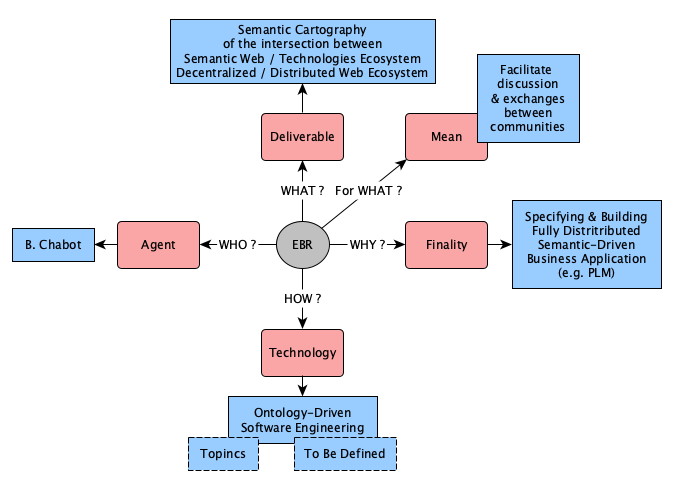 Semantic Cartography
of the intersection between
Semantic Web / Technologies Ecosystem
Decentralized / Distributed Web Ecosystem
Facilitate
discussion
& exchanges
between
communities
Deliverable
Mean
WHAT ?
For WHAT ?
B. Chabot
Agent
WHO ?
EBR
WHY ?
Finality
Specifying & Building
Fully Distritributed
Semantic-Driven
Business Application
(e.g. PLM)
HOW ?
Technology
Ontology-Driven
Software Engineering
Topincs
To Be Defined